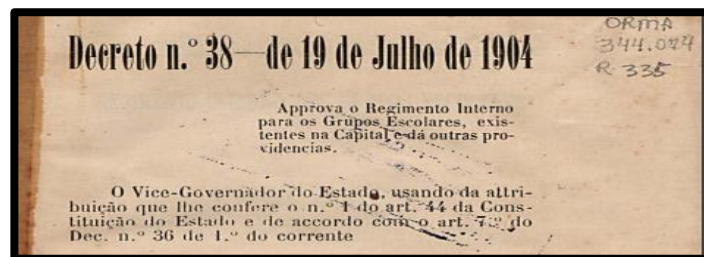 ORMA
344.074
R 335
Decreto n.º 38—de 19 de Julho de 1904
Approva o Regimento Interno
para os Grupos Escolares, exis-
tentes na Capital e dá outras pro-
videncias.
O Vice-Governador do Estado, usando da attri-
buição que lhe confere o n.º 1 do art. 44 da Cons-
tituição do Estado e de accordo com o art. 7.º do
Dec. n.º 36 de 1.º do corrente